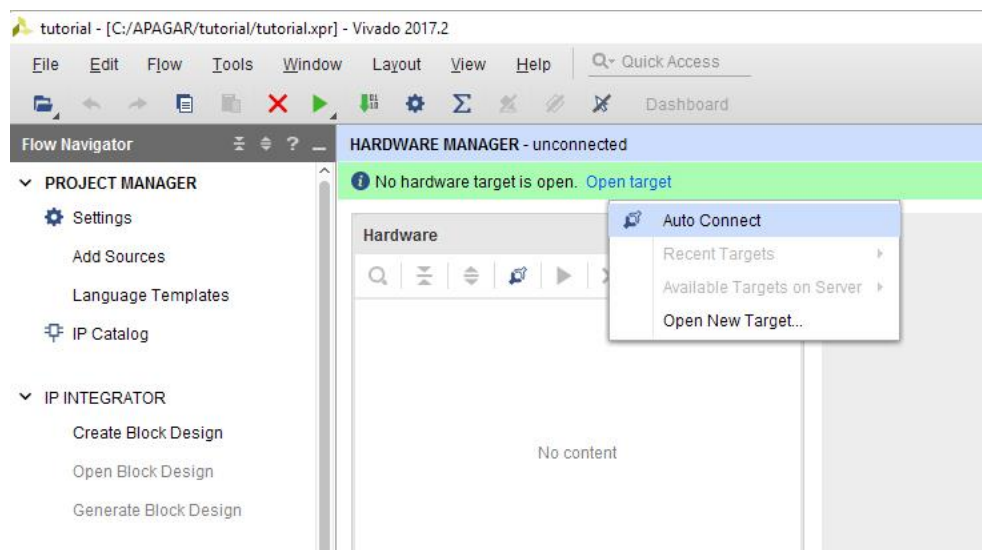 tutorial - [C:/APAGAR/tutorial/tutorial.xpr] - Vivado 2017.2
File Edit Flow Tools Window Layout View Help Quick Access
Dashboard
Flow Navigator ? HARDWARE MANAGER - unconnected
PROJECT MANAGER
No hardware target is open. Open target
Settings
Add Sources
Language Templates
IP Catalog
IP INTEGRATOR
Create Block Design
Open Block Design
Generate Block Design
Hardware
No content
Auto Connect
Recent Targets
Available Targets on Server
Open New Target...